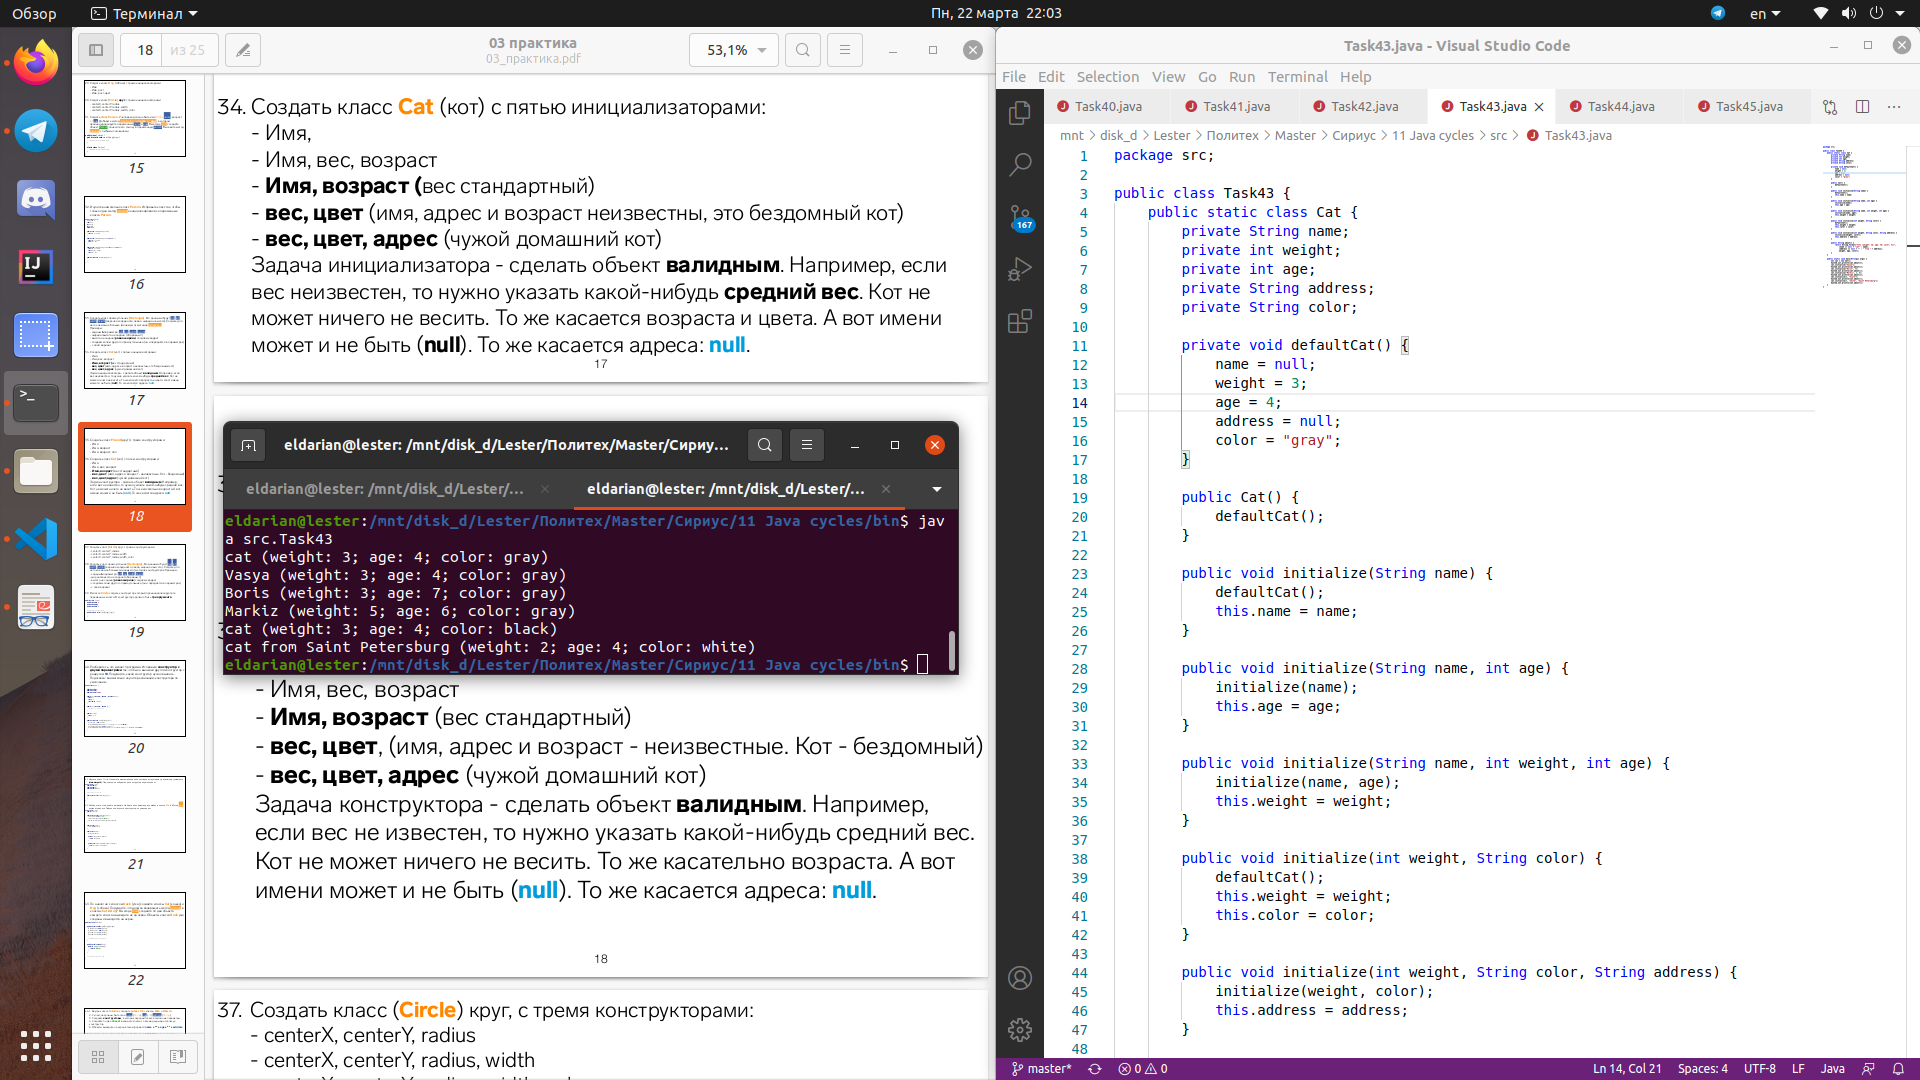 Обзор
Терминал
Пн, 22 марта 22:03
en
18
из 25
03 практика
03_практика.pdf
53,1%
15
16
17
18
19
20
21
22
34. Создать класс Cat (кот) с пятью инициализаторами:
- Имя,
- Имя, вес, возраст
- Имя, возраст (вес стандартный)
- вес, цвет (имя, адрес и возраст неизвестны, это бездомный кот)
- вес, цвет, адрес (чужой домашний кот)
Задача инициализатора - сделать объект валидным. Например, если
вес неизвестен, то нужно указать какой-нибудь средний вес. Кот не
может ничего не весить. То же касается возраста и цвета. А вот имени
может и не быть (null). То же касается адреса: null.
17
eldarian@lester: /mnt/disk_d/Lester/Политех/Master/Сириу...
eldarian@lester: /mnt/disk_d/Lester/...
eldarian@lester: /mnt/disk_d/Lester/...
eldarian@lester:/mnt/disk_d/Lester/Политех/Master/Сириус/11 Java cycles/bin$ jav
a src.Task43
cat (weight: 3; age: 4; color: gray)
Vasya (weight: 3; age: 4; color: gray)
Boris (weight: 3; age: 7; color: gray)
Markiz (weight: 5; age: 6; color: gray)
cat (weight: 3; age: 4; color: black)
cat from Saint Petersburg (weight: 2; age: 4; color: white)
eldarian@lester:/mnt/disk_d/Lester/Политех/Master/Сириус/11 Java cycles/bin$
- Имя, вес, возраст
- Имя, возраст (вес стандартный)
- вес, цвет, (имя, адрес и возраст - неизвестные. Кот - бездомный)
- вес, цвет, адрес (чужой домашний кот)
Задача конструктора - сделать объект валидным. Например,
если вес не известен, то нужно указать какой-нибудь средний вес.
Кот не может ничего не весить. То же касательно возраста. А вот
имени может и не быть (null). То же касается адреса: null.
18
37. Создать класс (Circle) круг, с тремя конструкторами:
- centerX, centerY, radius
- centerX, centerY, radius, width
Task43.java - Visual Studio Code
File Edit Selection View Go Run Terminal Help
Task40.java
Task41.java
Task42.java
Task43.java
Task44.java
Task45.java
mnt > disk_d > Lester > Политех > Master > Сириус > 11 Java cycles > src > Task43.java
167
1 package src;
2
3 public class Task43 {
4 public static class Cat {
5 private String name;
6 private int weight;
7 private int age;
8 private String address;
9 private String color;
10
11 private void defaultCat() {
12 name = null;
13 weight = 3;
14 age = 4;
15 address = null;
16 color = "gray";
17 }
18
19 public Cat() {
20 defaultCat();
21 }
22
23 public void initialize(String name) {
24 defaultCat();
25 this.name = name;
26 }
27
28 public void initialize(String name, int age) {
29 initialize(name);
30 this.age = age;
31 }
32
33 public void initialize(String name, int weight, int age) {
34 initialize(name, age);
35 this.weight = weight;
36 }
37
38 public void initialize(int weight, String color) {
39 defaultCat();
40 this.weight = weight;
41 this.color = color;
42 }
43
44 public void initialize(int weight, String color, String address) {
45 initialize(weight, color);
46 this.address = address;
47 }
48
master*
0
0
Ln 14, Col 21
Spaces: 4
UTF-8
LF
Java